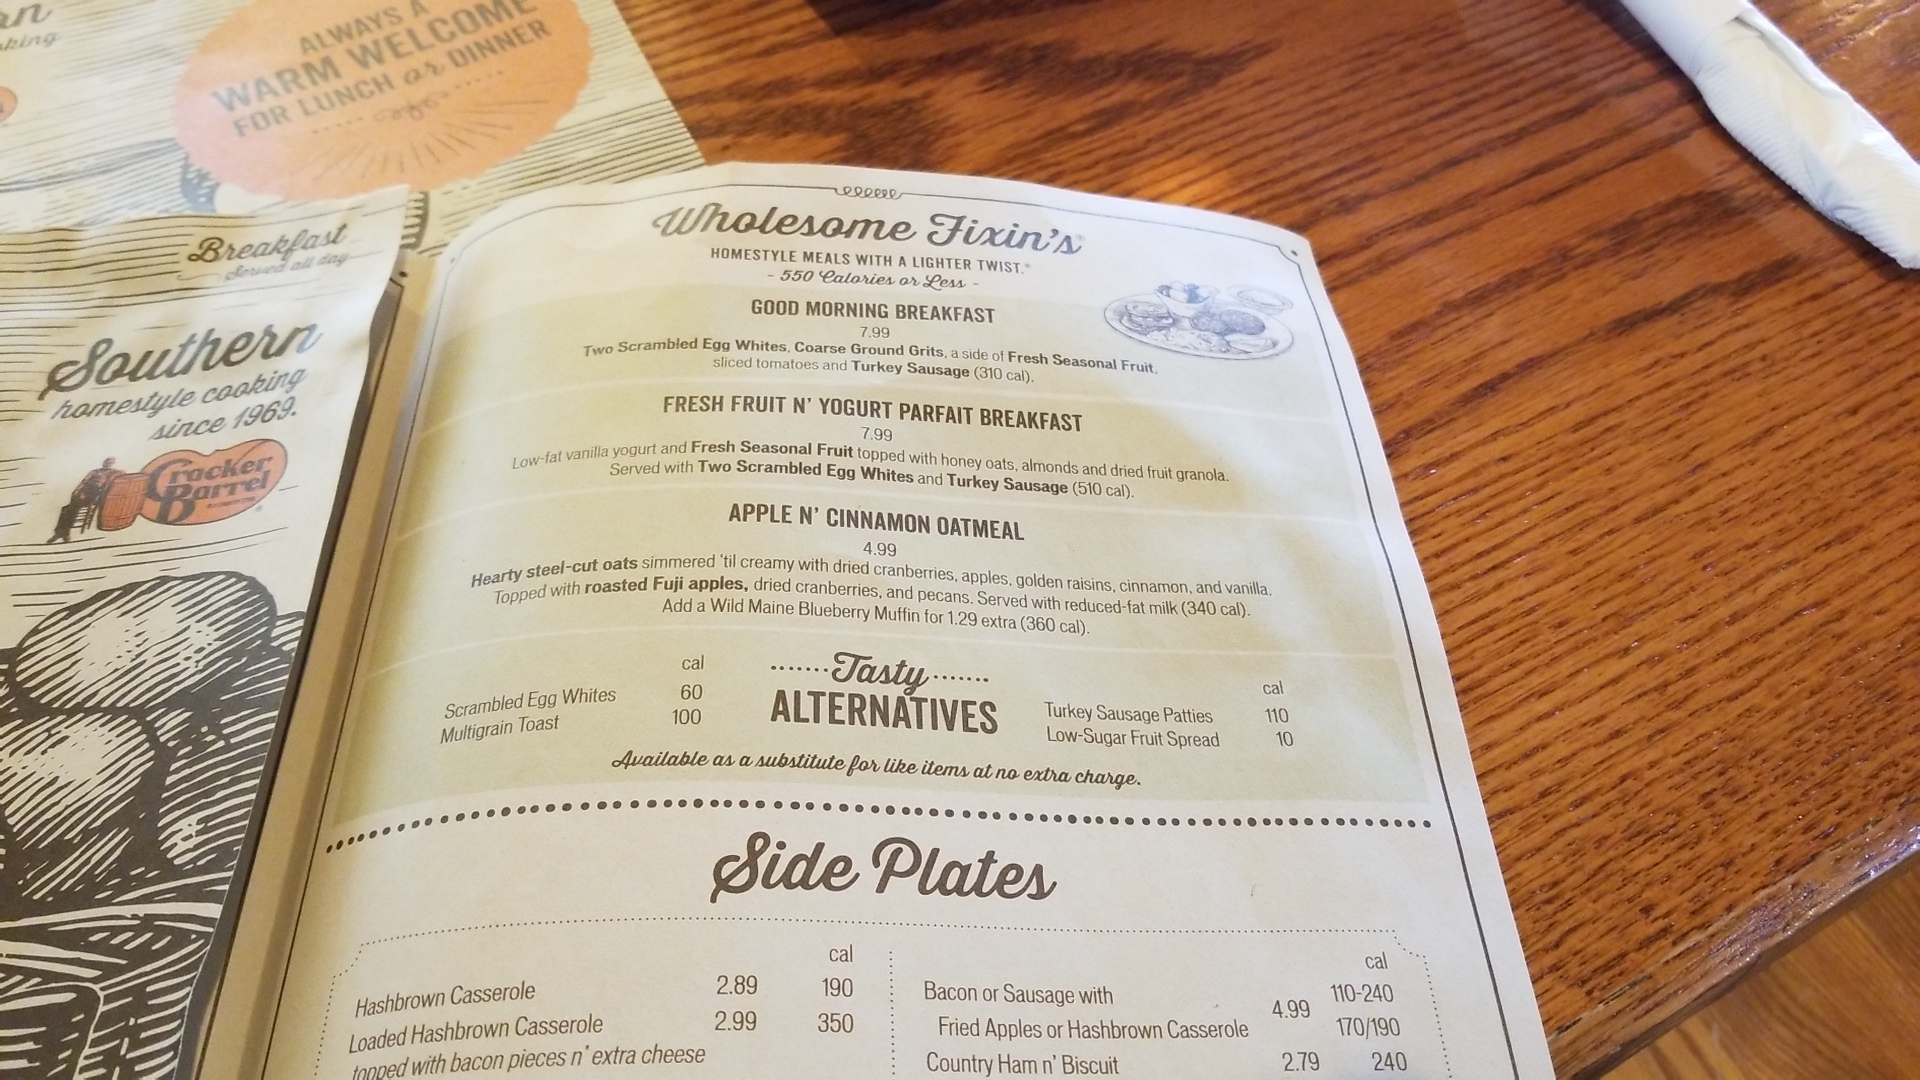 ALWAYS A
WARM WELCOME
FOR LUNCH or DINNER
Breakfast
Served all day
Southern
homestyle cooking
since 1969.
Cracker
Barrel
Wholesome Fixin's
HOMESTYLE MEALS WITH A LIGHTER TWIST.®
- 550 Calories or Less -
GOOD MORNING BREAKFAST
7.99
Two Scrambled Egg Whites, Coarse Ground Grits, a side of Fresh Seasonal Fruit,
sliced tomatoes and Turkey Sausage (310 cal).
FRESH FRUIT N' YOGURT PARFAIT BREAKFAST
7.99
Low-fat vanilla yogurt and Fresh Seasonal Fruit topped with honey oats, almonds and dried fruit granola.
Served with Two Scrambled Egg Whites and Turkey Sausage (510 cal).
APPLE N' CINNAMON OATMEAL
4.99
Hearty steel-cut oats simmered 'til creamy with dried cranberries, apples, golden raisins, cinnamon, and vanilla.
Topped with roasted Fuji apples, dried cranberries, and pecans. Served with reduced-fat milk (340 cal).
Add a Wild Maine Blueberry Muffin for 1.29 extra (360 cal).
Tasty
ALTERNATIVES
cal
Scrambled Egg Whites 60
Multigrain Toast 100
cal
Turkey Sausage Patties 110
Low-Sugar Fruit Spread 10
Available as a substitute for like items at no extra charge.
Side Plates
cal
Hashbrown Casserole 2.89 190
Loaded Hashbrown Casserole 2.99 350
topped with bacon pieces n' extra cheese
cal
Bacon or Sausage with 110-240
Fried Apples or Hashbrown Casserole 4.99 170/190
Country Ham n' Biscuit 2.79 240